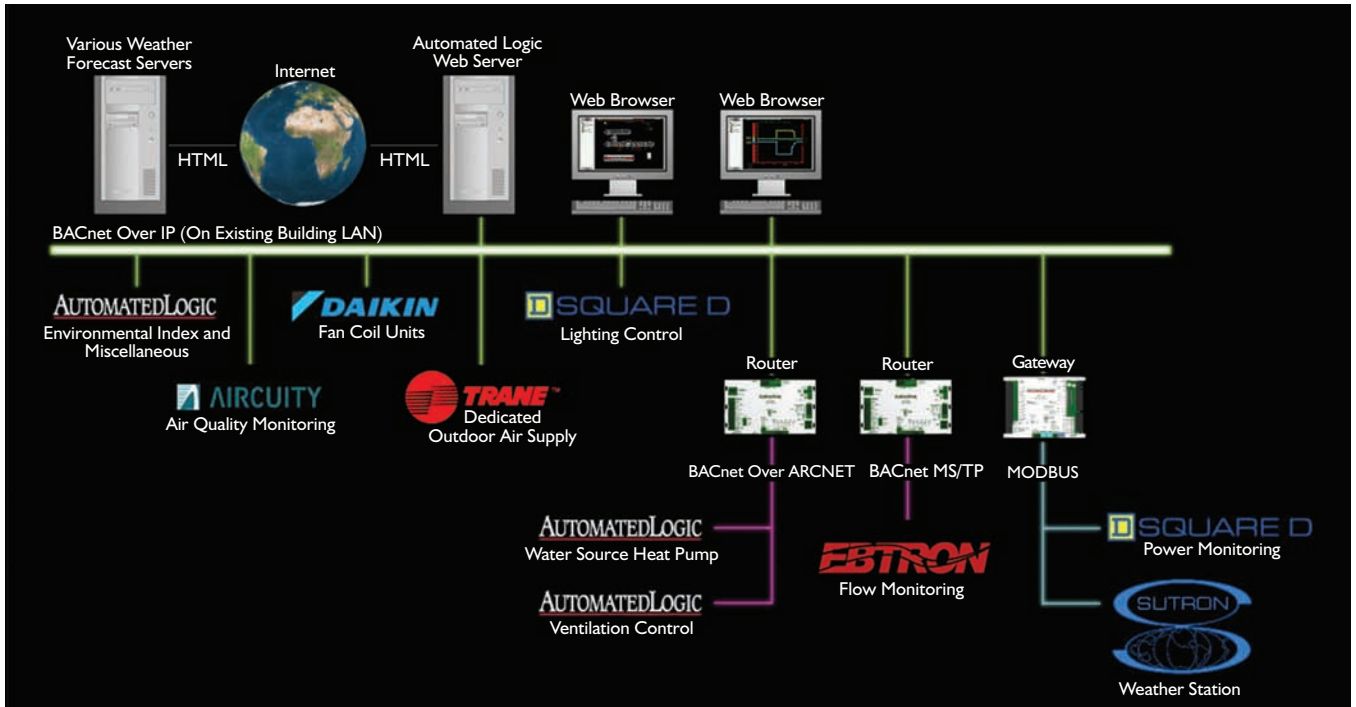 Various Weather
Forecast Servers
Internet
Automated Logic
Web Server
Web Browser
Web Browser
HTML
HTML
BACnet Over IP (On Existing Building LAN)
AUTOMATEDLOGIC
Environmental Index and
Miscellaneous
DAIKIN
Fan Coil Units
D SQUARE D
Lighting Control
AIRCUITY
Air Quality Monitoring
TRANE™
Dedicated
Outdoor Air Supply
Router
Router
Gateway
BACnet Over ARCNET
BACnet MS/TP
MODBUS
AUTOMATEDLOGIC
Water Source Heat Pump
AUTOMATEDLOGIC
Ventilation Control
EBTRON
Flow Monitoring
D SQUARE D
Power Monitoring
SUTRON
Weather Station